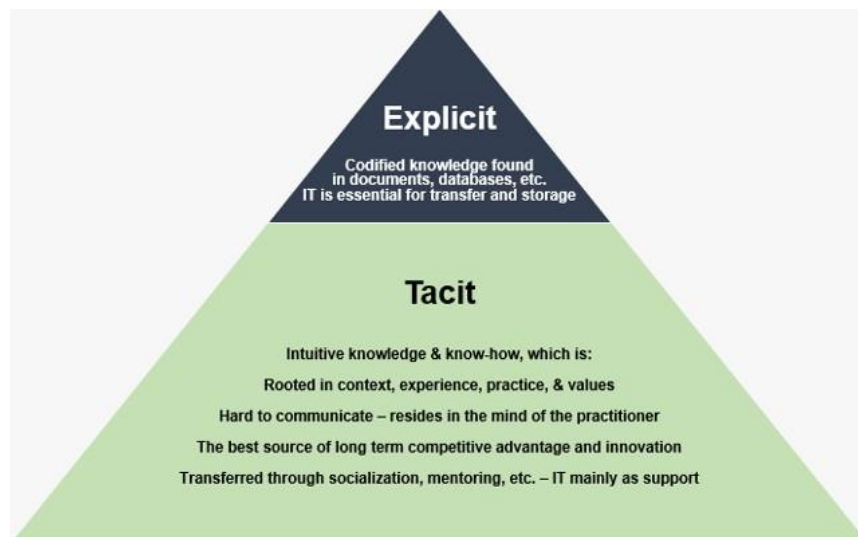 Explicit
Codified knowledge found
in documents, databases, etc.
IT is essential for transfer and storage
Tacit
Intuitive knowledge & know-how, which is:
Rooted in context, experience, practice, & values
Hard to communicate – resides in the mind of the practitioner
The best source of long term competitive advantage and innovation
Transferred through socialization, mentoring, etc. – IT mainly as support